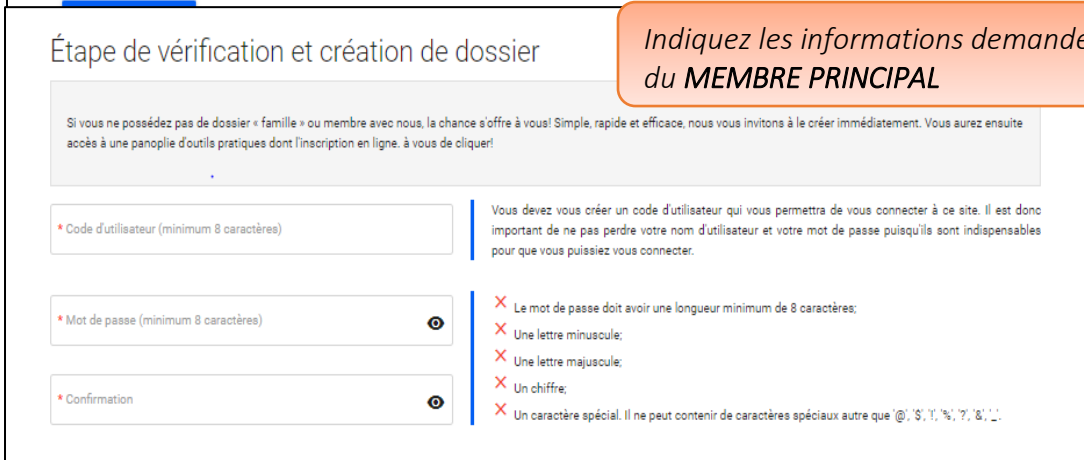 Étape de vérification et création de dossier
Indiquez les informations demandé
du MEMBRE PRINCIPAL
Si vous ne possédez pas de dossier « famille » ou membre avec nous, la chance s'offre à vous! Simple, rapide et efficace, nous vous invitons à le créer immédiatement. Vous aurez ensuite
accès à une panoplie d'outils pratiques dont l'inscription en ligne. à vous de cliquer!
* Code d'utilisateur (minimum 8 caractères)
Vous devez vous créer un code d'utilisateur qui vous permettra de vous connecter à ce site. Il est donc
important de ne pas perdre votre nom d'utilisateur et votre mot de passe puisqu'ils sont indispensables
pour que vous puissiez vous connecter.
* Mot de passe (minimum 8 caractères)
* Confirmation
Le mot de passe doit avoir une longueur minimum de 8 caractères;
Une lettre minuscule;
Une lettre majuscule;
Un chiffre;
Un caractère spécial. Il ne peut contenir de caractères spéciaux autre que '@', '$', '!', '%', '?', '&', '_'.